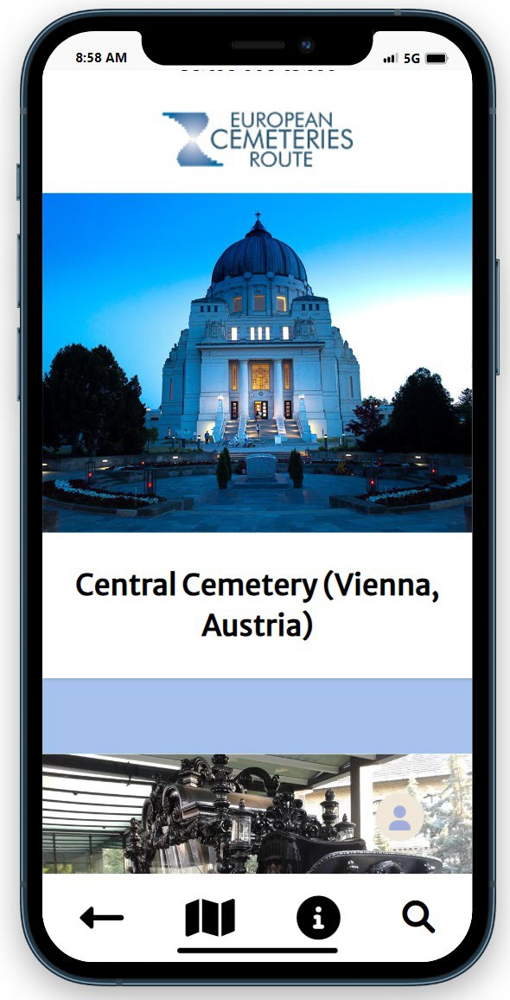 8:58 AM
5G
EUROPEAN
CEMETERIES
ROUTE
Central Cemetery (Vienna,
Austria)